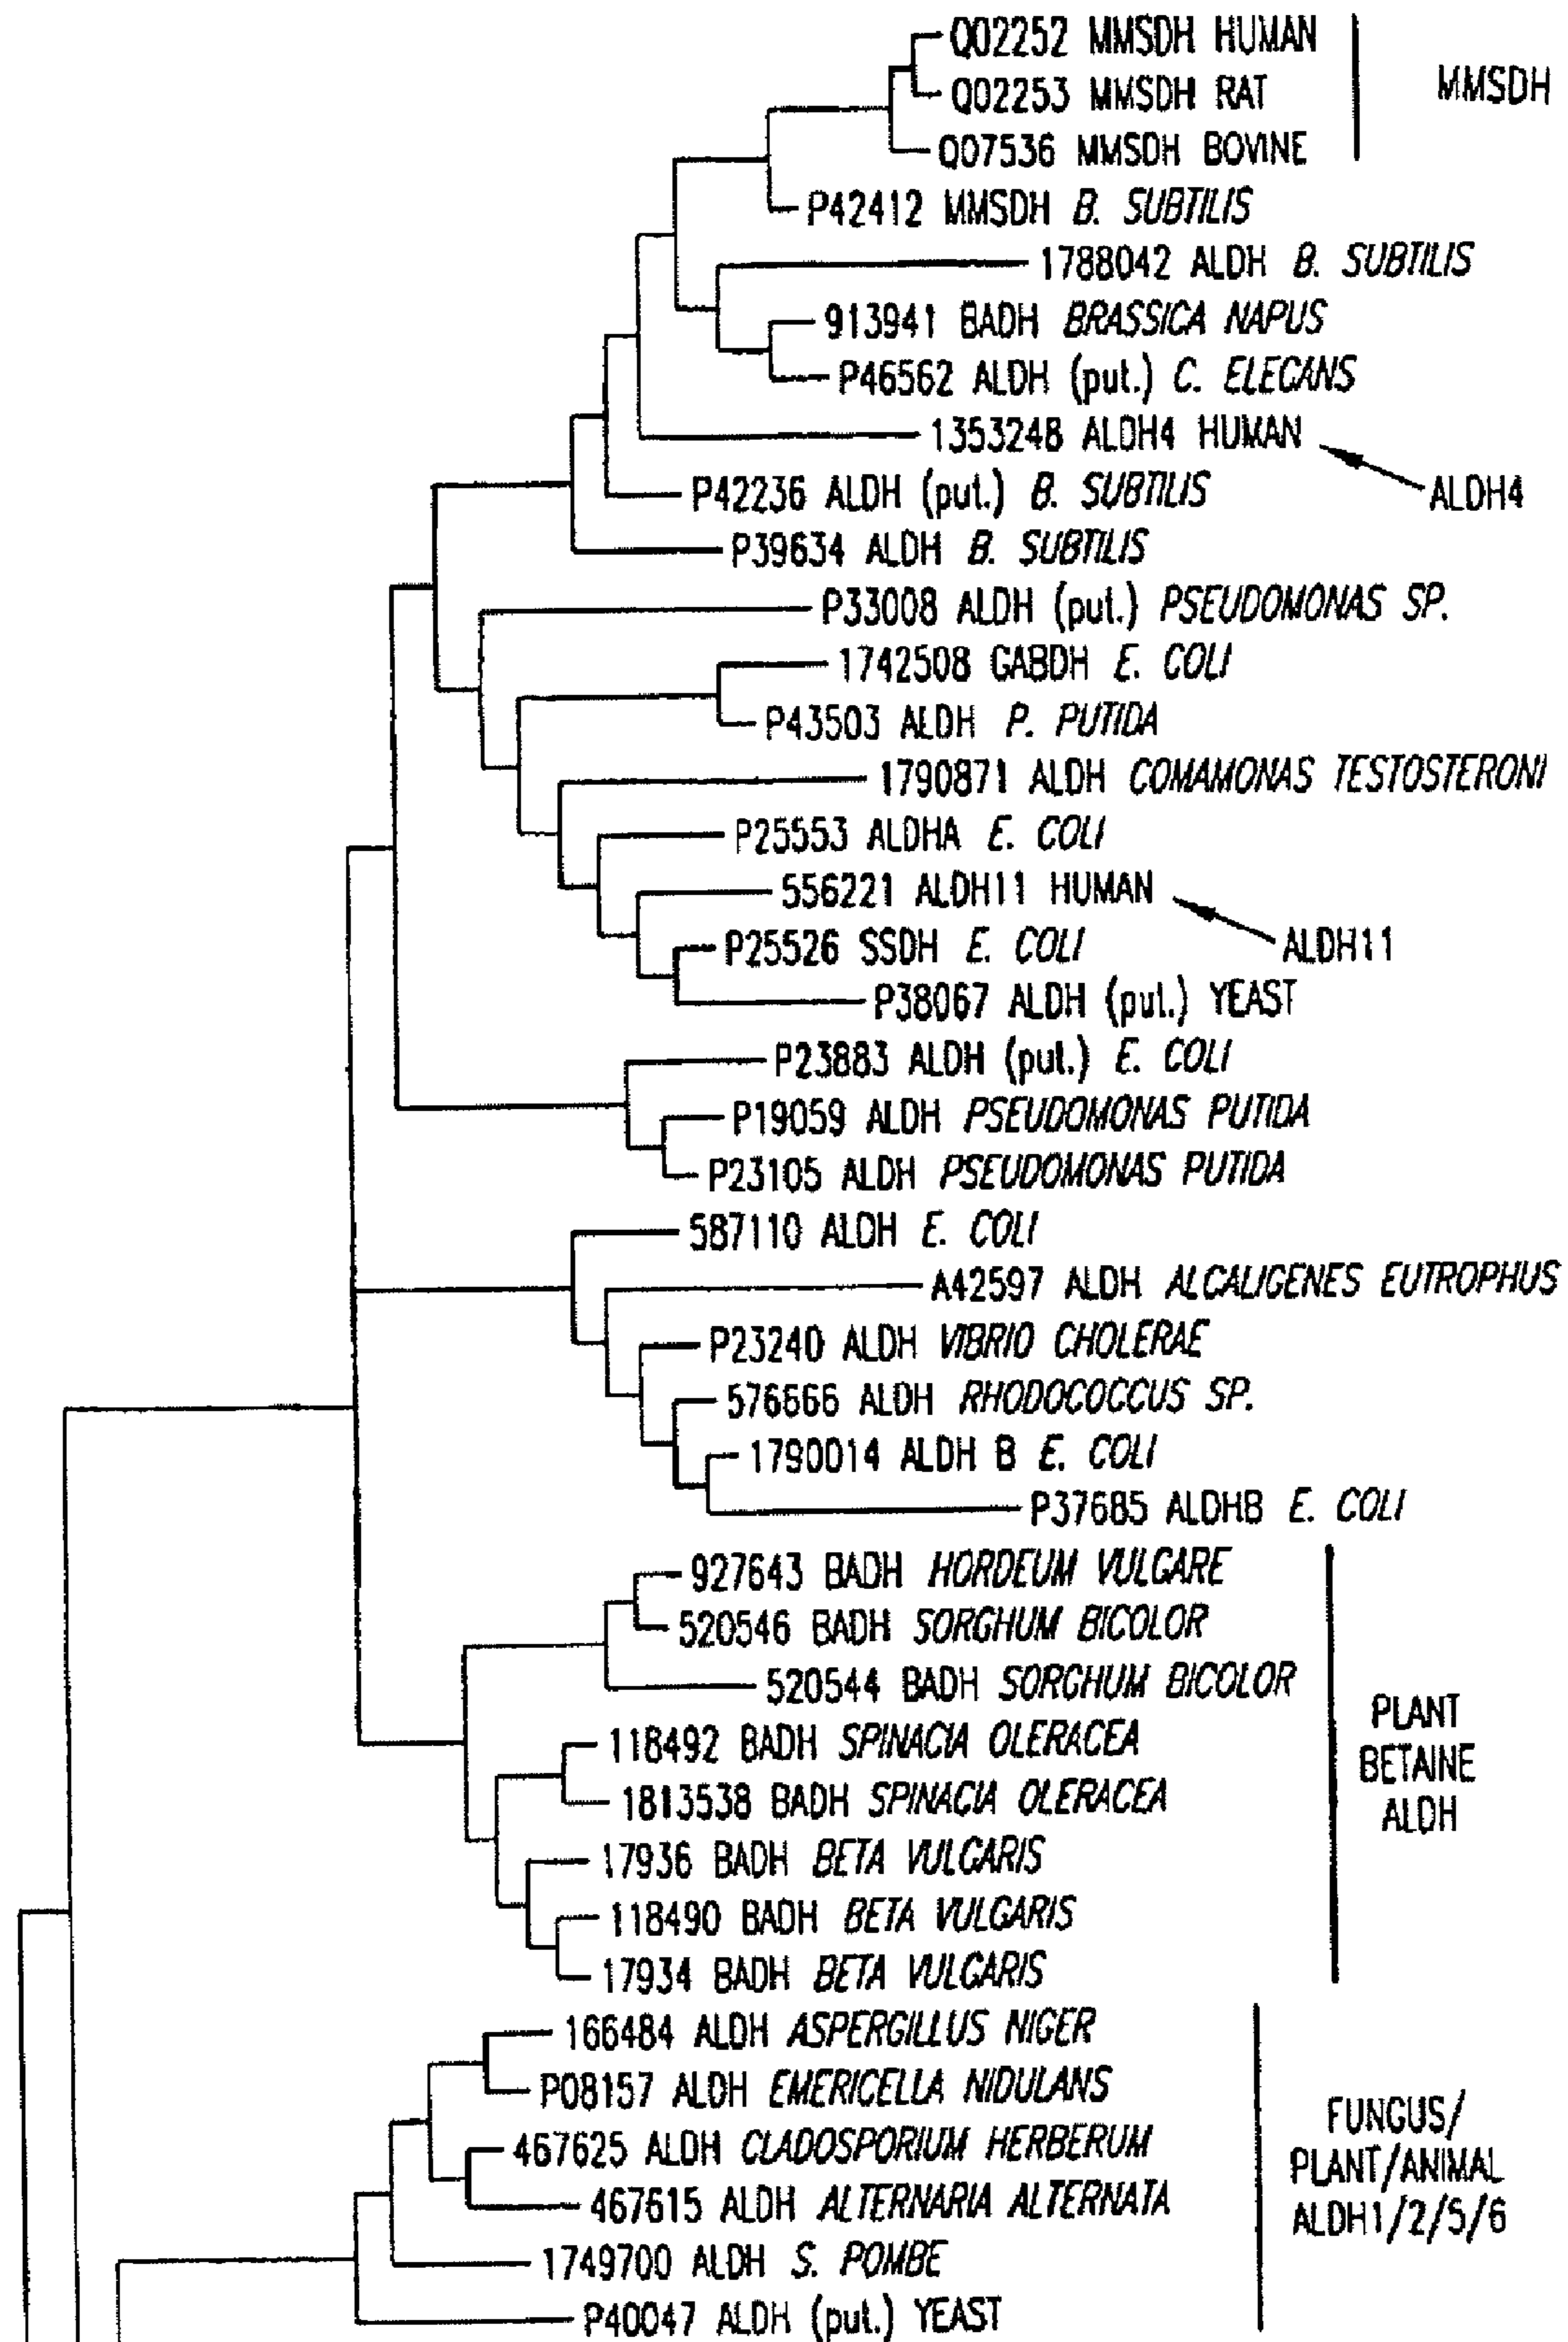 Q02252 MMSDH HUMAN
Q02253 MMSDH RAT
MMSDH
Q07536 MMSDH BOVINE
P42412 MMSDH B. SUBTILIS
1788042 ALDH B. SUBTILIS
913941 BADH BRASSICA NAPUS
P46562 ALDH (put.) C. ELECANS
1353248 ALDH4 HUMAN
P42236 ALDH (put.) B. SUBTILIS
ALDH4
P39634 ALDH B. SUBTILIS
P33008 ALDH (put.) PSEUDOMONAS SP.
1742508 GABDH E. COLI
P43503 ALDH P. PUTIDA
1790871 ALDH COMAMONAS TESTOSTERONI
P25553 ALDHA E. COLI
556221 ALDH11 HUMAN
P25526 SSDH E. COLI
ALDH11
P38067 ALDH (put.) YEAST
P23883 ALDH (put.) E. COLI
P19059 ALDH PSEUDOMONAS PUTIDA
P23105 ALDH PSEUDOMONAS PUTIDA
587110 ALDH E. COLI
A42597 ALDH ALCALIGENES EUTROPHUS
P23240 ALDH VIBRIO CHOLERAE
576666 ALDH RHODOCOCCUS SP.
1790014 ALDH B E. COLI
P37685 ALDHB E. COLI
927643 BADH HORDEUM VULGARE
520546 BADH SORGHUM BICOLOR
520544 BADH SORGHUM BICOLOR
118492 BADH SPINACIA OLERACEA
1813538 BADH SPINACIA OLERACEA
PLANT
BETAINE
ALDH
17936 BADH BETA VULGARIS
118490 BADH BETA VULGARIS
17934 BADH BETA VULGARIS
166484 ALDH ASPERGILLUS NIGER
P08157 ALDH EMERICELLA NIDULANS
467625 ALDH CLADOSPORIUM HERBERUM
467615 ALDH ALTERNARIA ALTERNATA
FUNGUS/
PLANT/ANIMAL
ALDH1/2/5/6
1749700 ALDH S. POMBE
P40047 ALDH (put.) YEAST